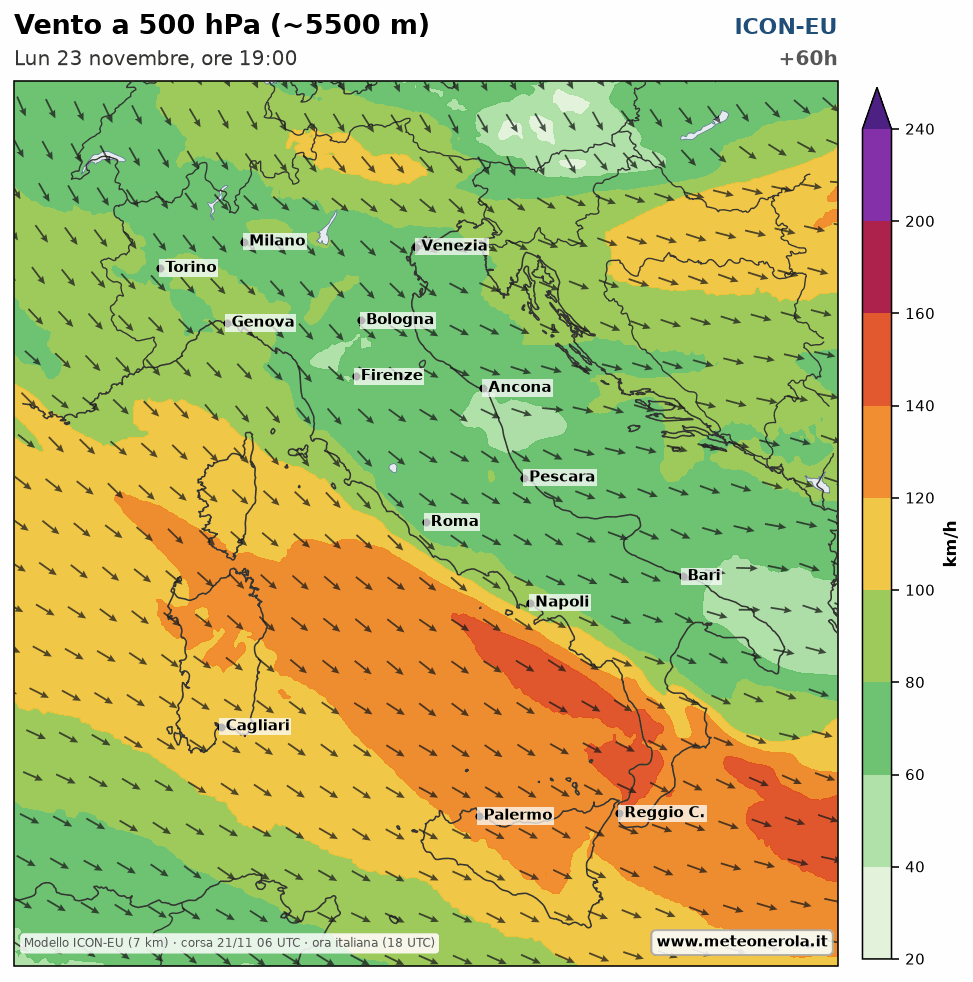 Vento a 500 hPa (~5500 m)
ICON-EU
Lun 23 novembre, ore 19:00
+60h
Milano
Venezia
Torino
Genova
Bologna
Firenze
Ancona
Pescara
Roma
Bari
Napoli
Cagliari
Palermo
Reggio C.
240
200
160
140
120
100
80
60
40
20
km/h
Modello ICON-EU (7 km) · corsa 21/11 06 UTC · ora italiana (18 UTC)
www.meteonerola.it